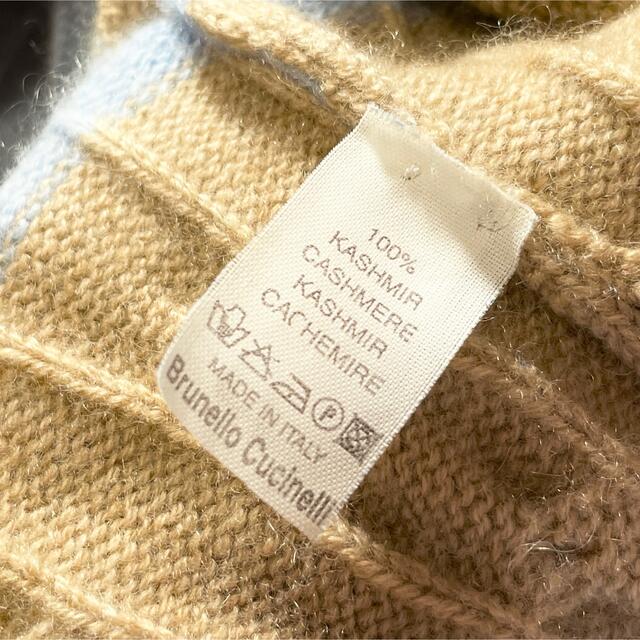 100%
KASHMIR
CASHMERE
KASHMIR
CACHEMIRE
MADE IN ITALY
Brunello Cucinelli